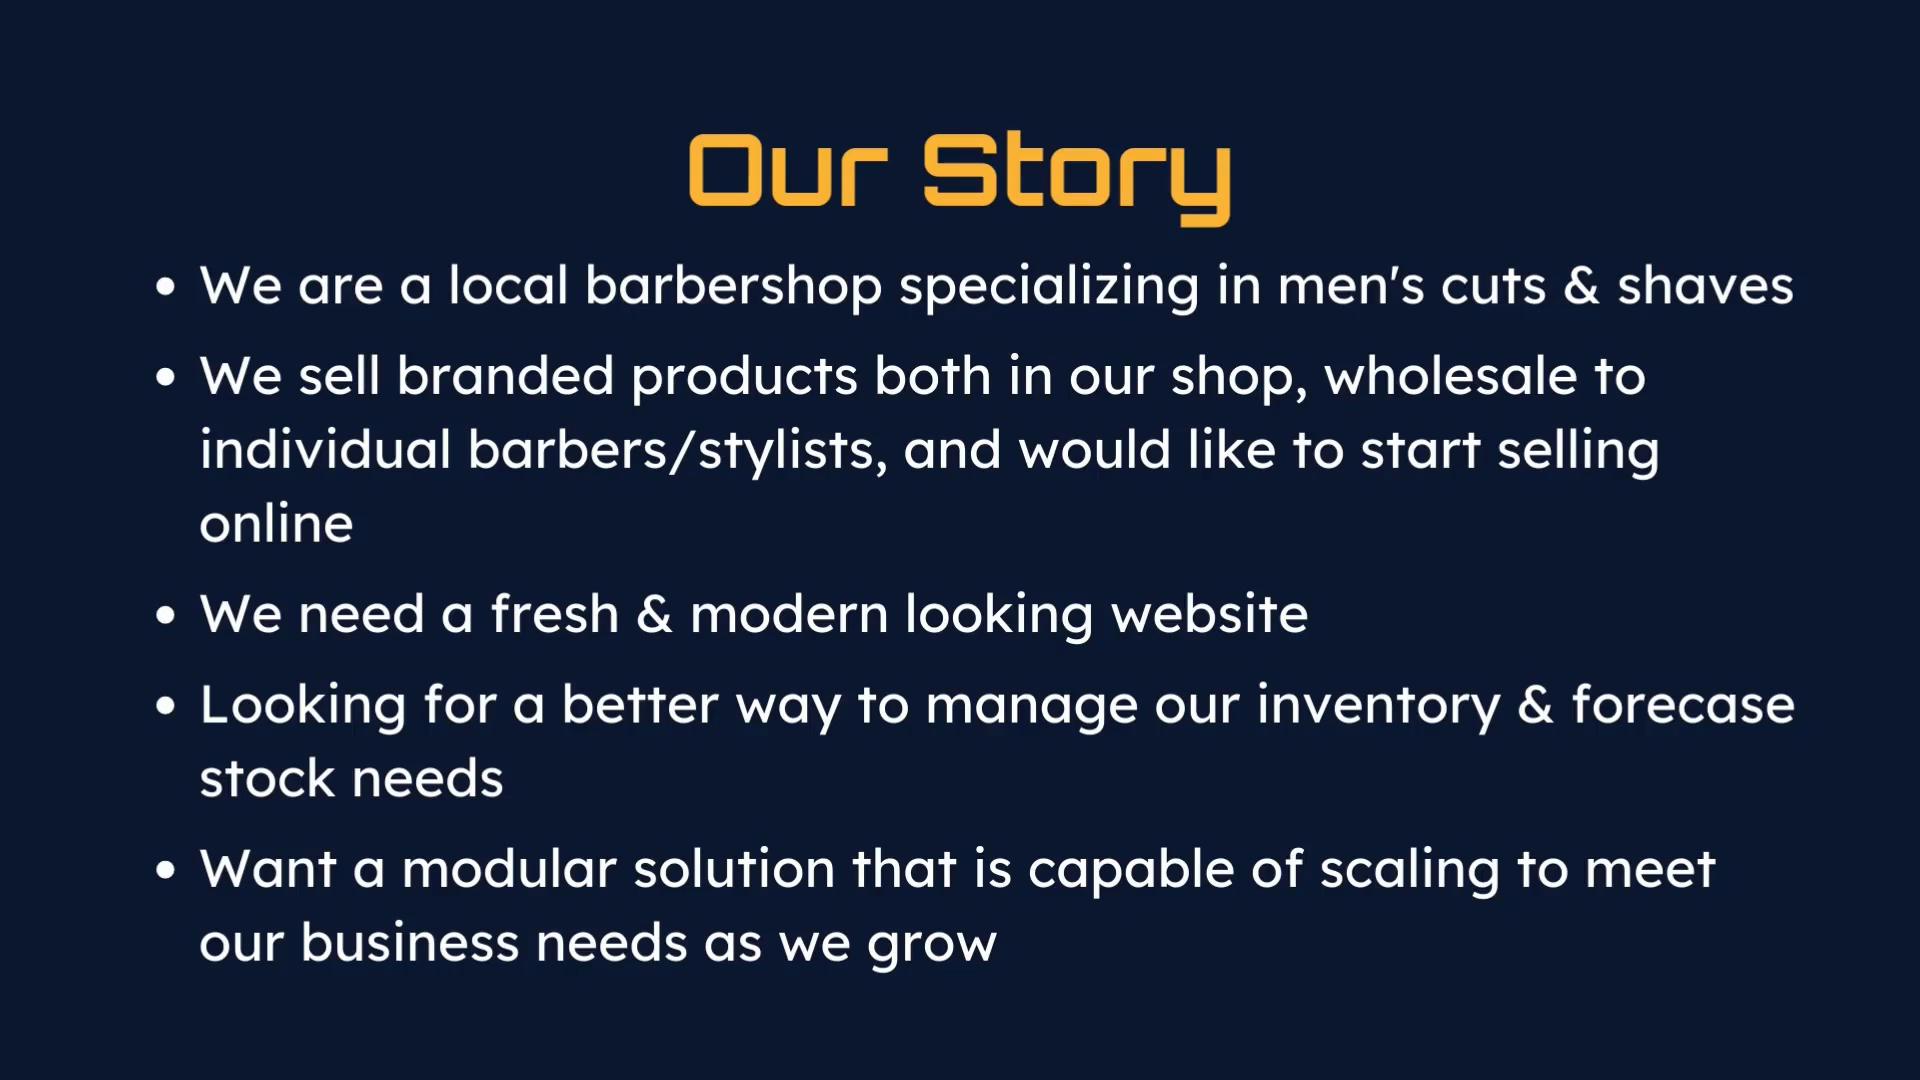 Our Story
• We are a local barbershop specializing in men's cuts & shaves
• We sell branded products both in our shop, wholesale to
individual barbers/stylists, and would like to start selling
online
• We need a fresh & modern looking website
• Looking for a better way to manage our inventory & forecase
stock needs
• Want a modular solution that is capable of scaling to meet
our business needs as we grow